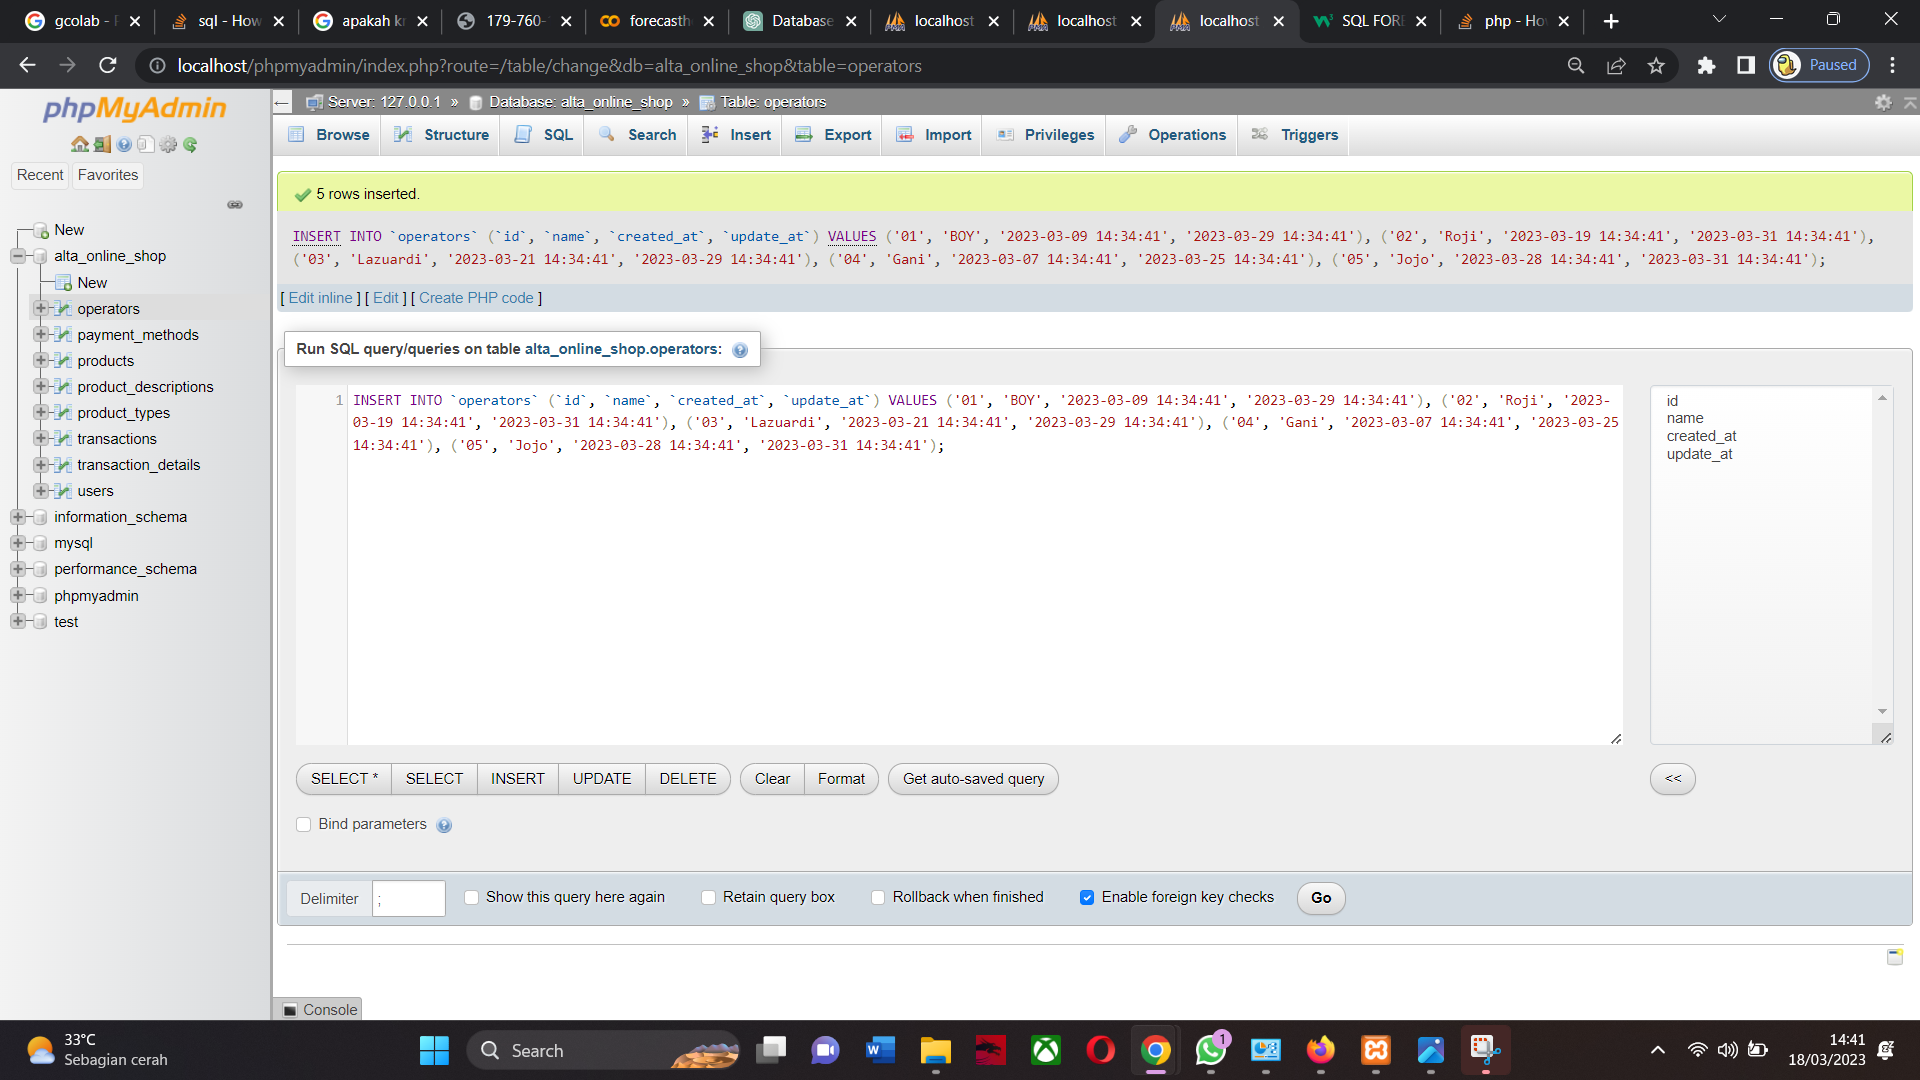 gcolab -
sql - How
apakah k
179-760-
forecasth
Database
localhost
localhost
localhost
SQL FOR
php - Ho
localhost/phpmyadmin/index.php?route=/table/change&db=alta_online_shop&table=operators
Paused
phpMyAdmin
Recent
Favorites
New
alta_online_shop
New
operators
payment_methods
products
product_descriptions
product_types
transactions
transaction_details
users
information_schema
mysql
performance_schema
phpmyadmin
test
Server: 127.0.0.1 » Database: alta_online_shop » Table: operators
Browse Structure SQL Search Insert Export Import Privileges Operations Triggers
5 rows inserted.
INSERT INTO `operators` (`id`, `name`, `created_at`, `update_at`) VALUES ('01', 'BOY', '2023-03-09 14:34:41', '2023-03-29 14:34:41'), ('02', 'Roji', '2023-03-19 14:34:41', '2023-03-31 14:34:41'),
('03', 'Lazuardi', '2023-03-21 14:34:41', '2023-03-29 14:34:41'), ('04', 'Gani', '2023-03-07 14:34:41', '2023-03-25 14:34:41'), ('05', 'Jojo', '2023-03-28 14:34:41', '2023-03-31 14:34:41');
[ Edit inline ] [ Edit ] [ Create PHP code ]
Run SQL query/queries on table alta_online_shop.operators:
1 INSERT INTO `operators` (`id`, `name`, `created_at`, `update_at`) VALUES ('01', 'BOY', '2023-03-09 14:34:41', '2023-03-29 14:34:41'), ('02', 'Roji', '2023-
03-19 14:34:41', '2023-03-31 14:34:41'), ('03', 'Lazuardi', '2023-03-21 14:34:41', '2023-03-29 14:34:41'), ('04', 'Gani', '2023-03-07 14:34:41', '2023-03-25
14:34:41'), ('05', 'Jojo', '2023-03-28 14:34:41', '2023-03-31 14:34:41');
id
name
created_at
update_at
SELECT * SELECT INSERT UPDATE DELETE Clear Format Get auto-saved query <<
Bind parameters
Delimiter ; Show this query here again Retain query box Rollback when finished Enable foreign key checks Go
Console
33°C
Sebagian cerah
Search
1
14:41
18/03/2023